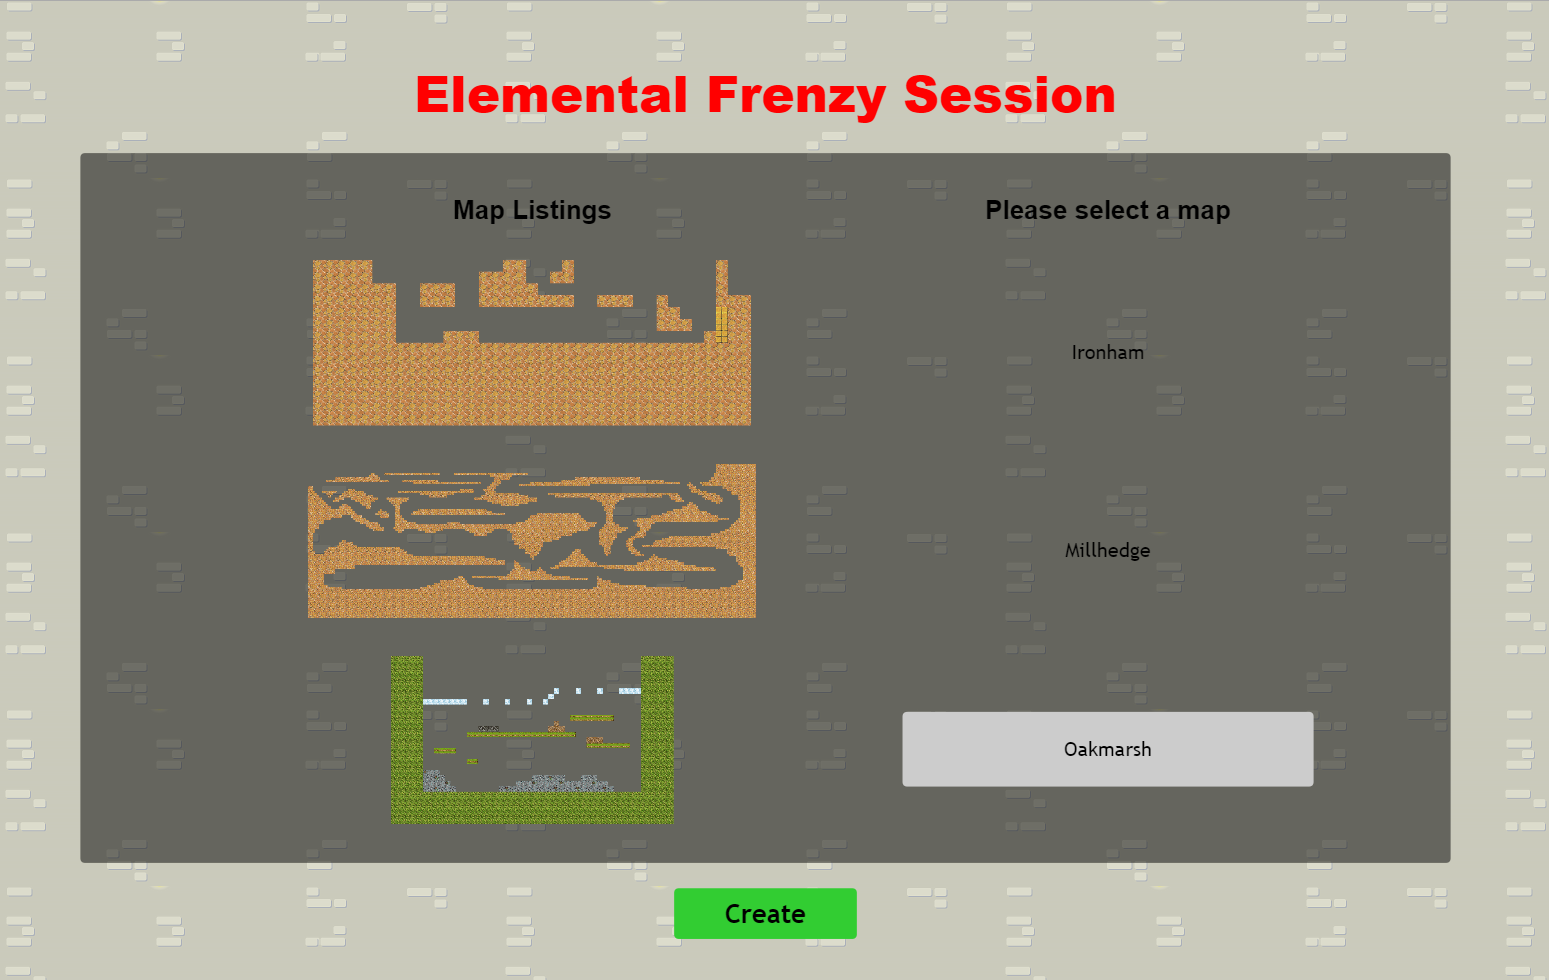 Elemental Frenzy Session
Map Listings
Please select a map
Ironham
Millhedge
Oakmarsh
Create